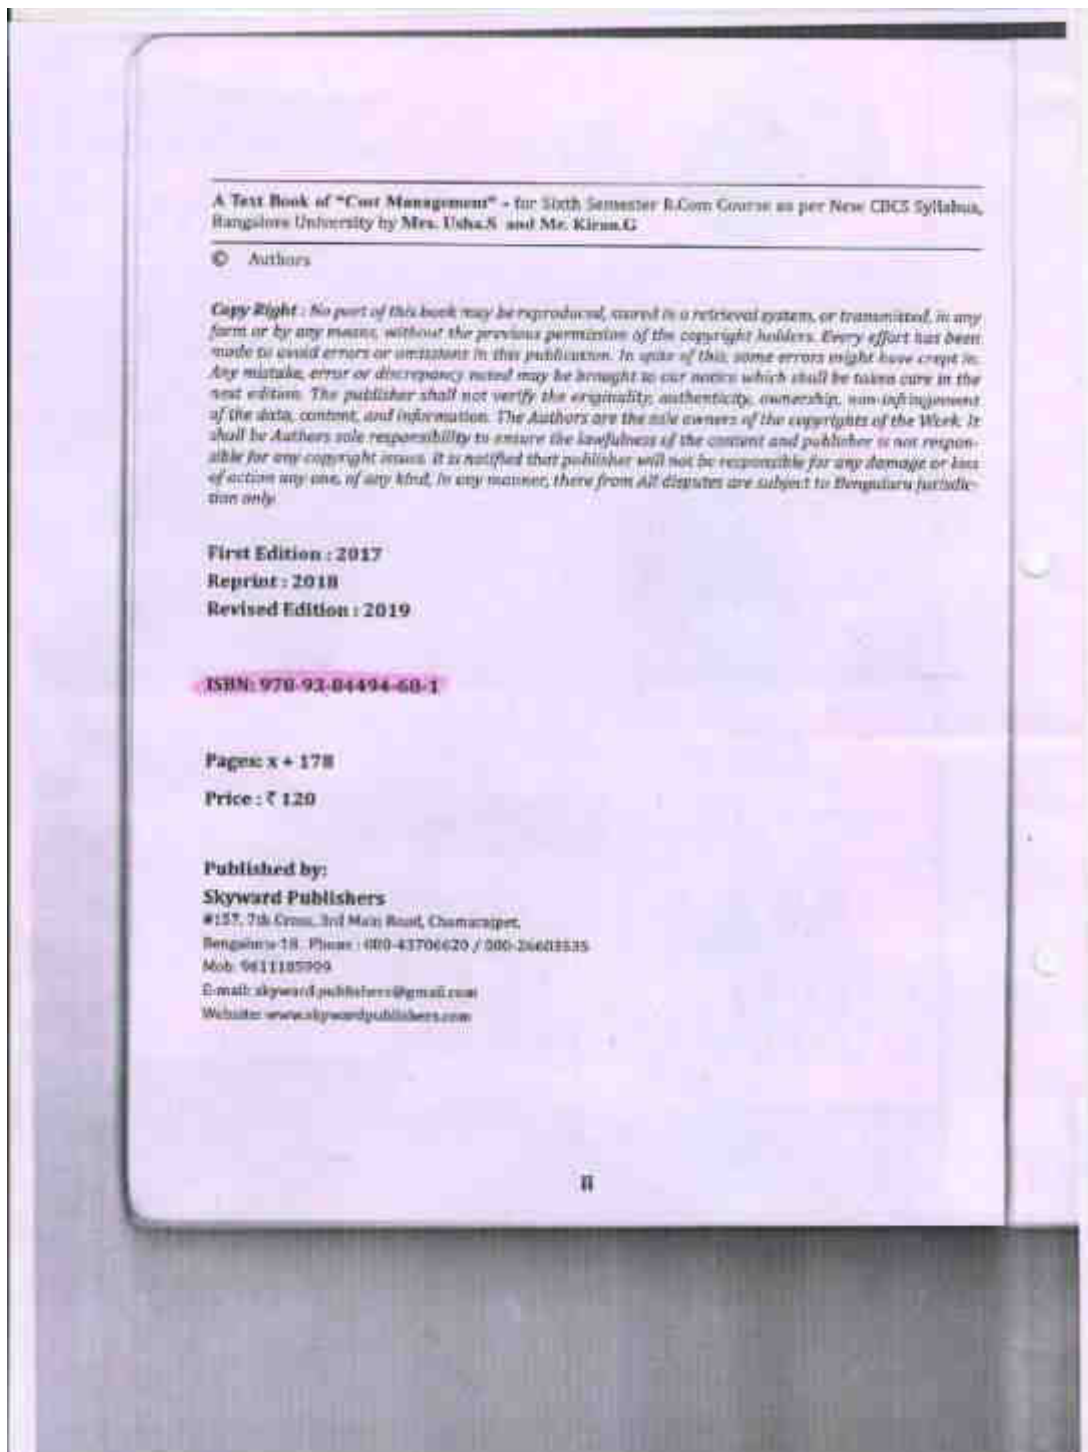 A Text Book of "Cost Management" - for Sixth Semester B.Com Course as per New CBCS Syllabus,
Bangalore University by Mrs. Usha.S and Mr. Kiran.G
© Authors
Copy Right : No part of this book may be reproduced, stored in a retrieval system, or transmitted, in any
form or by any means, without the previous permission of the copyright holders. Every effort has been
made to avoid errors or omissions in this publication. In spite of this, some errors might have crept in.
Any mistake, error or discrepancy noted may be brought to our notice which shall be taken care in the
next edition. The publisher shall not verify the originality, authenticity, ownership, non-infringement
of the data, content, and information. The Authors are the sole owners of the copyrights of the Work. It
shall be Authors sole responsibility to ensure the lawfulness of the content and publisher is not respon-
sible for any copyright issues. It is notified that publisher will not be responsible for any damage or loss
of action any one, of any kind, in any manner, there from All disputes are subject to Bengaluru jurisdic-
tion only.
First Edition : 2017
Reprint : 2018
Revised Edition : 2019
ISBN: 978-93-84494-60-1
Pages: x + 178
Price : ₹ 120
Published by:
Skyward Publishers
#157, 7th Cross, 3rd Main Road, Chamarajpet,
Bengaluru-18. Phone : 080-43706620 / 080-26603535
Mob:
E-mail: skyward.publishers@gmail.com
Website: www.skywardpublishers.com
ii